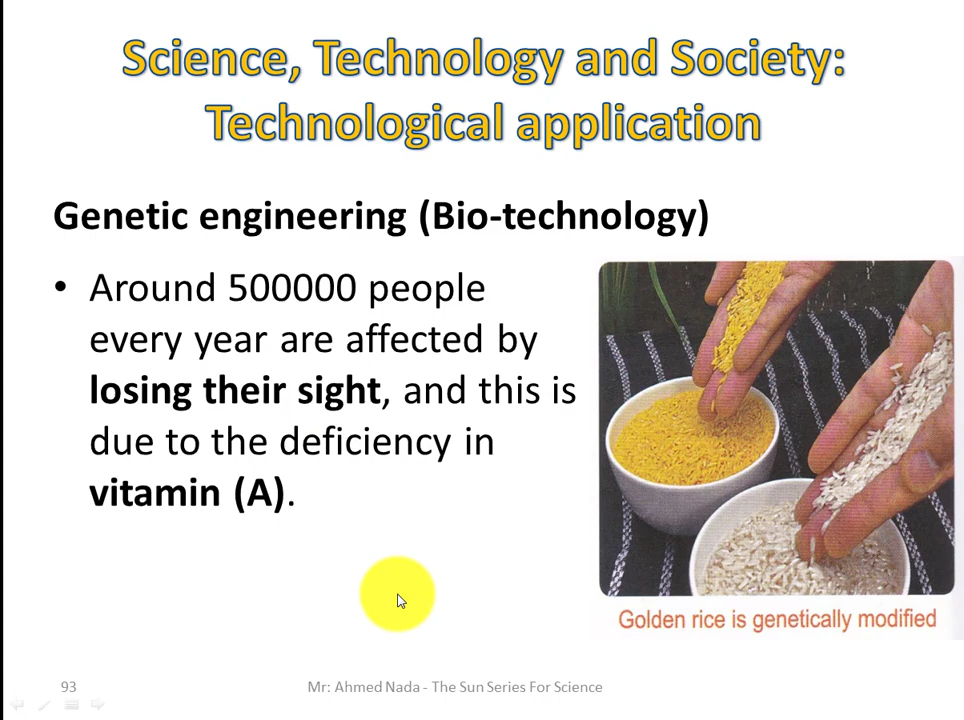 Science, Technology and Society:
Technological application
Genetic engineering (Bio-technology)
• Around 500000 people
every year are affected by
losing their sight, and this is
due to the deficiency in
vitamin (A).
Golden rice is genetically modified
93
Mr: Ahmed Nada - The Sun Series For Science